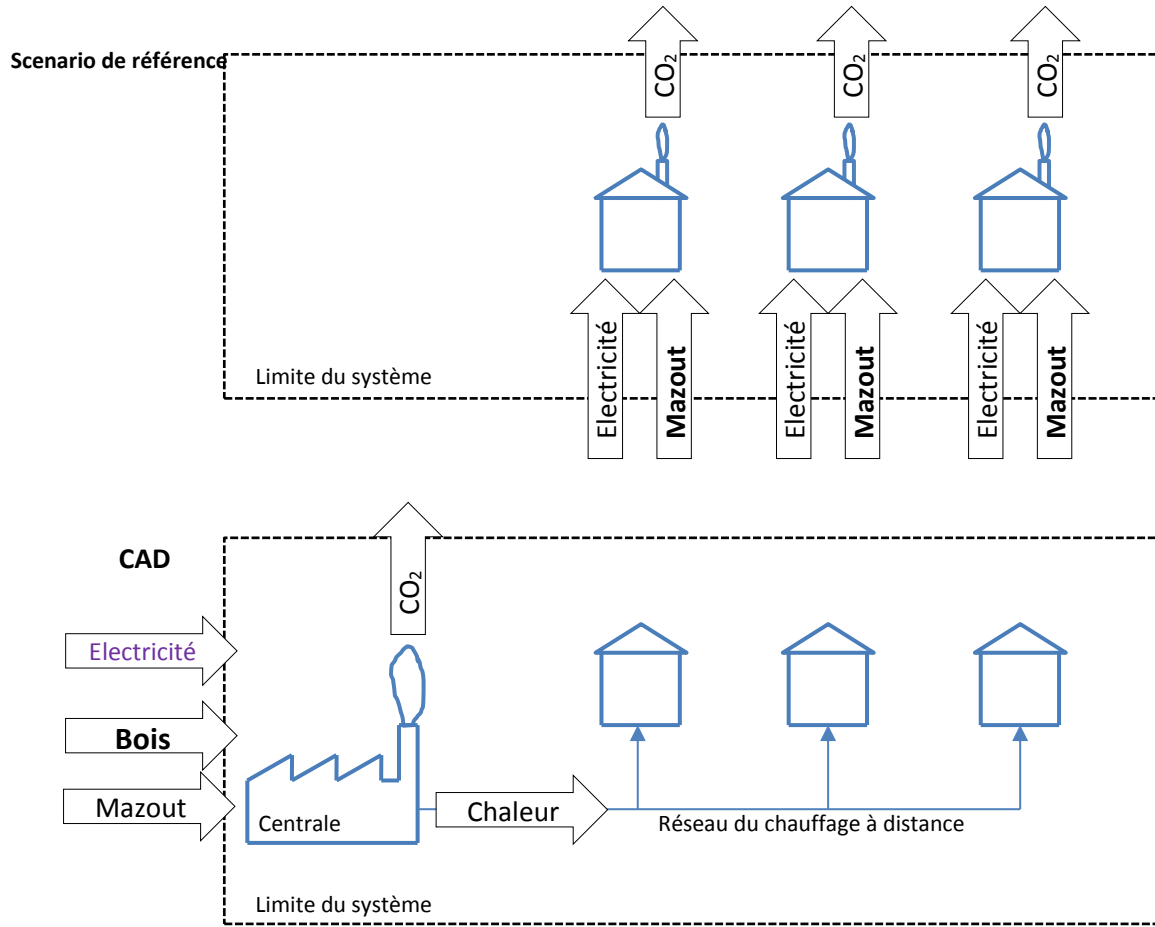 Scenario de référence
CO₂
CO₂
CO₂
Electricité
Mazout
Electricité
Mazout
Electricité
Mazout
Limite du système
CAD
CO₂
Electricité
Bois
Mazout
Centrale
Chaleur
Réseau du chauffage à distance
Limite du système